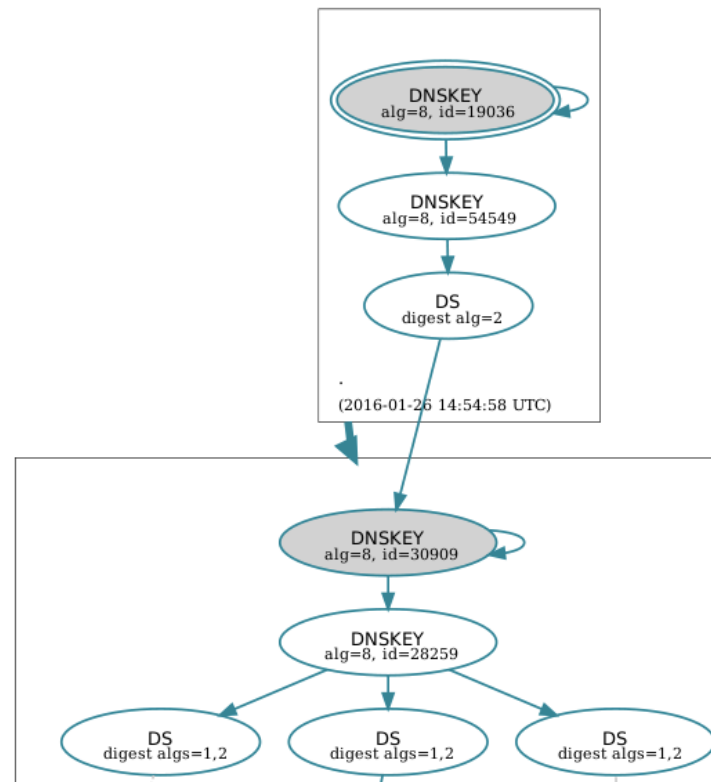 DNSKEY
alg=8, id=19036
DNSKEY
alg=8, id=54549
DS
digest alg=2
.
(2016-01-26 14:54:58 UTC)
DNSKEY
alg=8, id=30909
DNSKEY
alg=8, id=28259
DS
digest algs=1,2
DS
digest algs=1,2
DS
digest algs=1,2